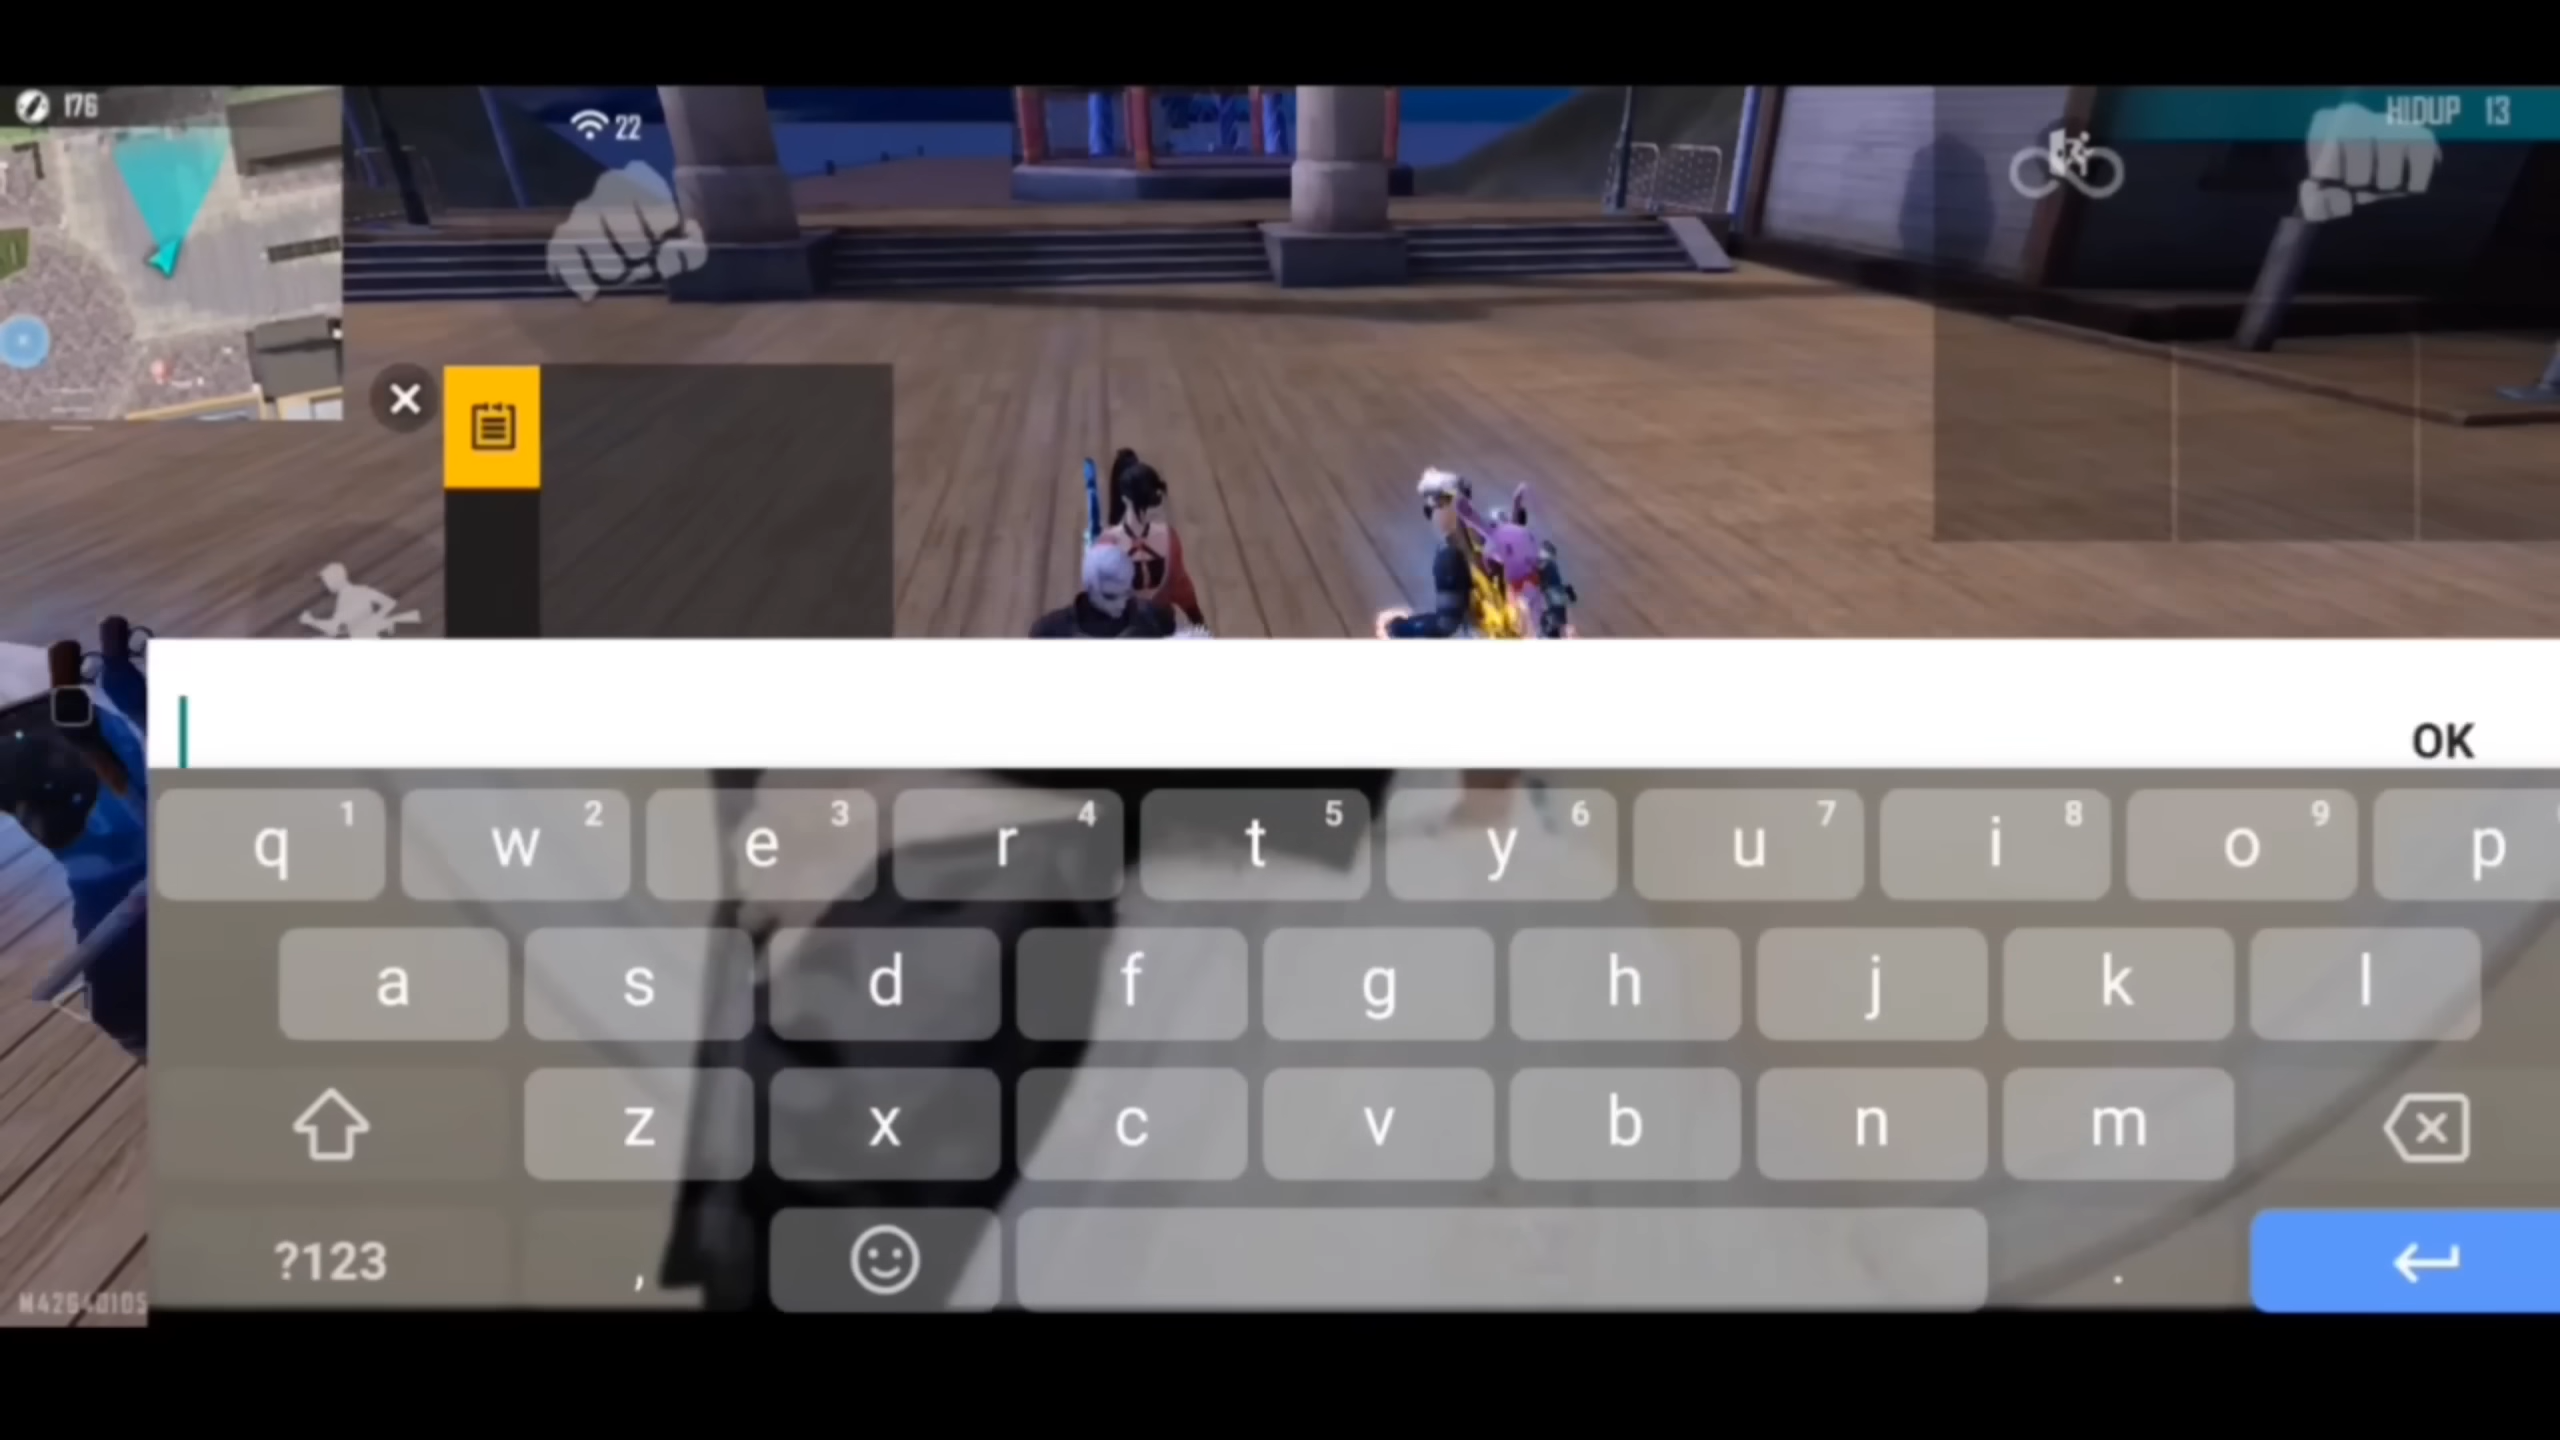 176
22
HIDUP 13
OK
q 1 w 2 e 3 r 4 t 5 y 6 u 7 i 8 o 9 p
a s d f g h j k l
z x c v b n m
?123 , .